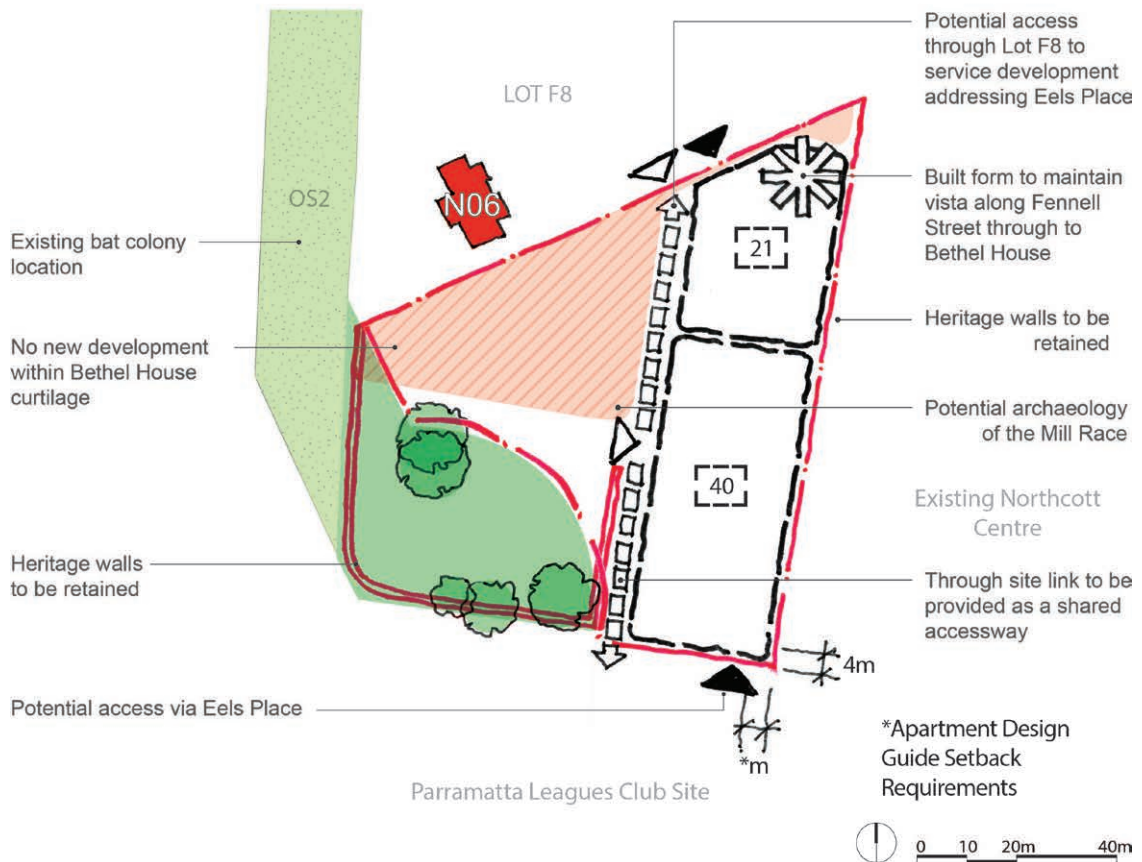 Potential access
through Lot F8 to
service development
addressing Eels Place
LOT F8
N06
OS2
Built form to maintain
vista along Fennell
Street through to
Bethel House
Existing bat colony
location
21
Heritage walls to be
retained
No new development
within Bethel House
curtilage
Potential archaeology
of the Mill Race
40
Existing Northcott
Centre
Heritage walls
to be retained
Through site link to be
provided as a shared
accessway
4m
Potential access via Eels Place
*m
*Apartment Design
Guide Setback
Requirements
Parramatta Leagues Club Site
0 10 20m 40m